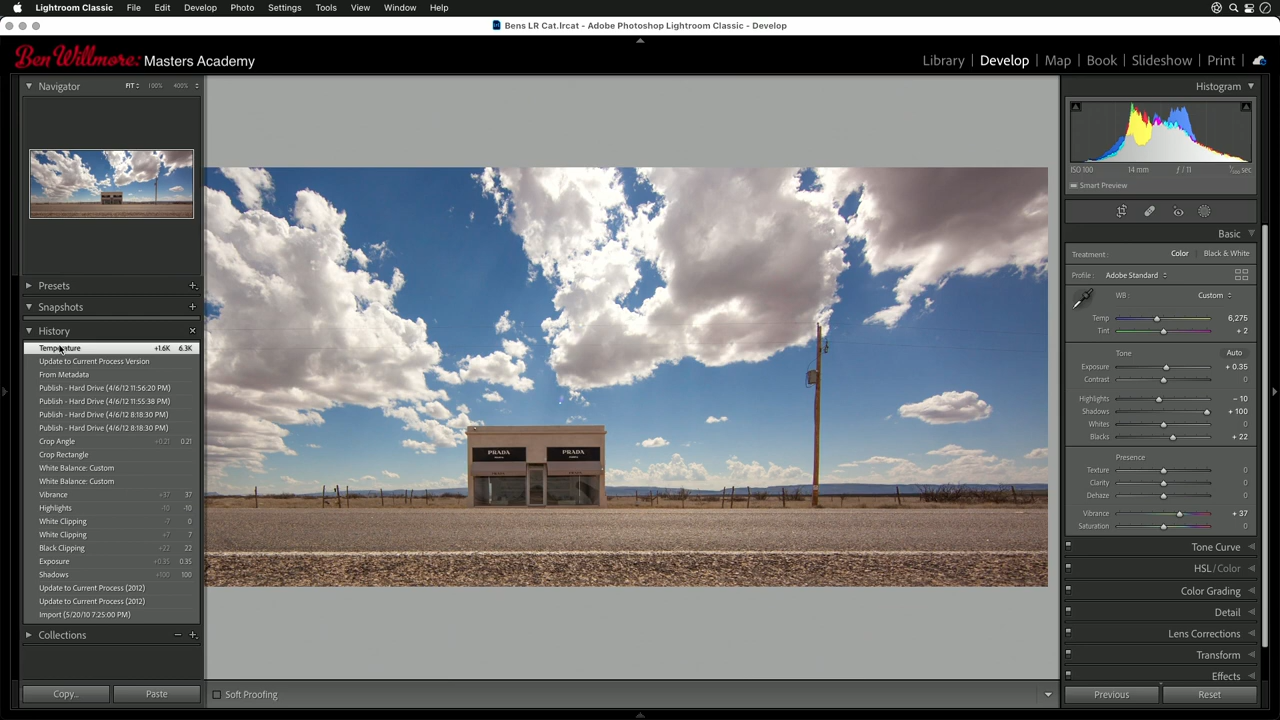 Lightroom Classic File Edit Develop Photo Settings Tools View Window Help
Bens LR Cat.lrcat - Adobe Photoshop Lightroom Classic - Develop
Ben Willmore: Masters Academy
Library | Develop | Map | Book | Slideshow | Print
Navigator FIT 100% 400%
Presets
Snapshots
History
Temperature +1.6K 6.3K
Update to Current Process Version
From Metadata
Publish - Hard Drive (4/6/12 11:56:20 PM)
Publish - Hard Drive (4/6/12 11:55:38 PM)
Publish - Hard Drive (4/6/12 8:18:30 PM)
Publish - Hard Drive (4/6/12 8:18:30 PM)
Crop Angle +0.21 0.21
Crop Rectangle
White Balance: Custom
White Balance: Custom
Vibrance +37 37
Highlights -10 -10
White Clipping -7 0
White Clipping +7 7
Black Clipping +22 22
Exposure +0.35 0.35
Shadows +100 100
Update to Current Process (2012)
Update to Current Process (2012)
Import (5/20/10 7:25:00 PM)
Collections
Copy... Paste
PRADA PRADA
Soft Proofing
Histogram
ISO 100 14 mm f / 11
Smart Preview
Basic
Treatment: Color Black & White
Profile: Adobe Standard
WB: Custom
Temp 6,275
Tint + 2
Tone Auto
Exposure + 0.35
Contrast 0
Highlights - 10
Shadows + 100
Whites 0
Blacks + 22
Presence
Texture 0
Clarity 0
Dehaze 0
Vibrance + 37
Saturation 0
Tone Curve
HSL / Color
Color Grading
Detail
Lens Corrections
Transform
Effects
Previous Reset